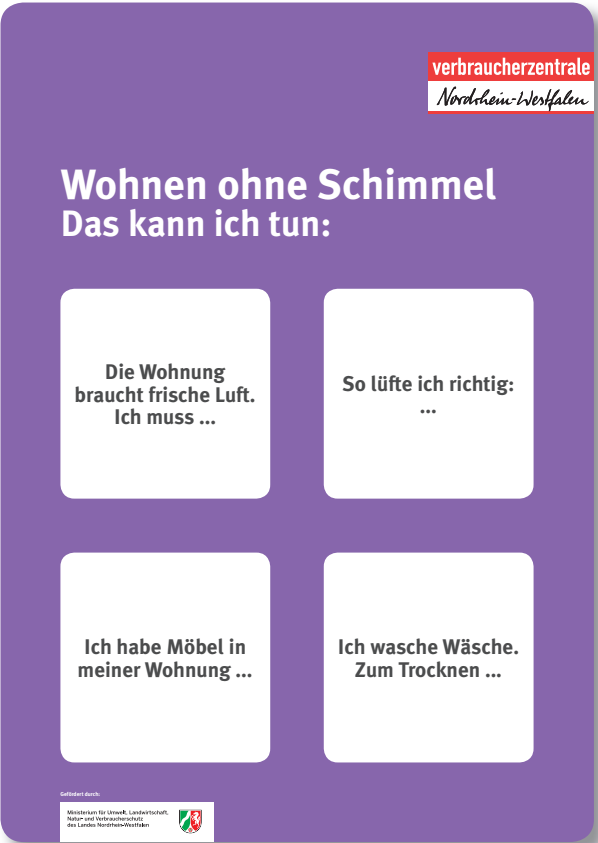 verbraucherzentrale
Nordrhein-Westfalen
Wohnen ohne Schimmel
Das kann ich tun:
Die Wohnung
braucht frische Luft.
Ich muss ...
So lüfte ich richtig:
...
Ich habe Möbel in
meiner Wohnung ...
Ich wasche Wäsche.
Zum Trocknen ...
Gefördert durch:
Ministerium für Umwelt, Landwirtschaft,
Natur- und Verbraucherschutz
des Landes Nordrhein-Westfalen